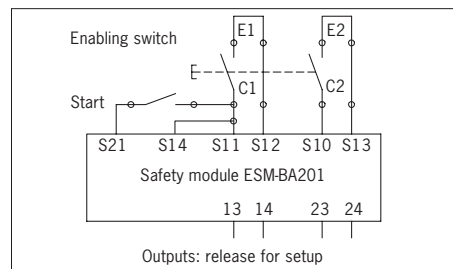 E1 E2
Enabling switch
C1 C2
Start
S21 S14 S11 S12 S10 S13
Safety module ESM-BA201
13 14 23 24
Outputs: release for setup